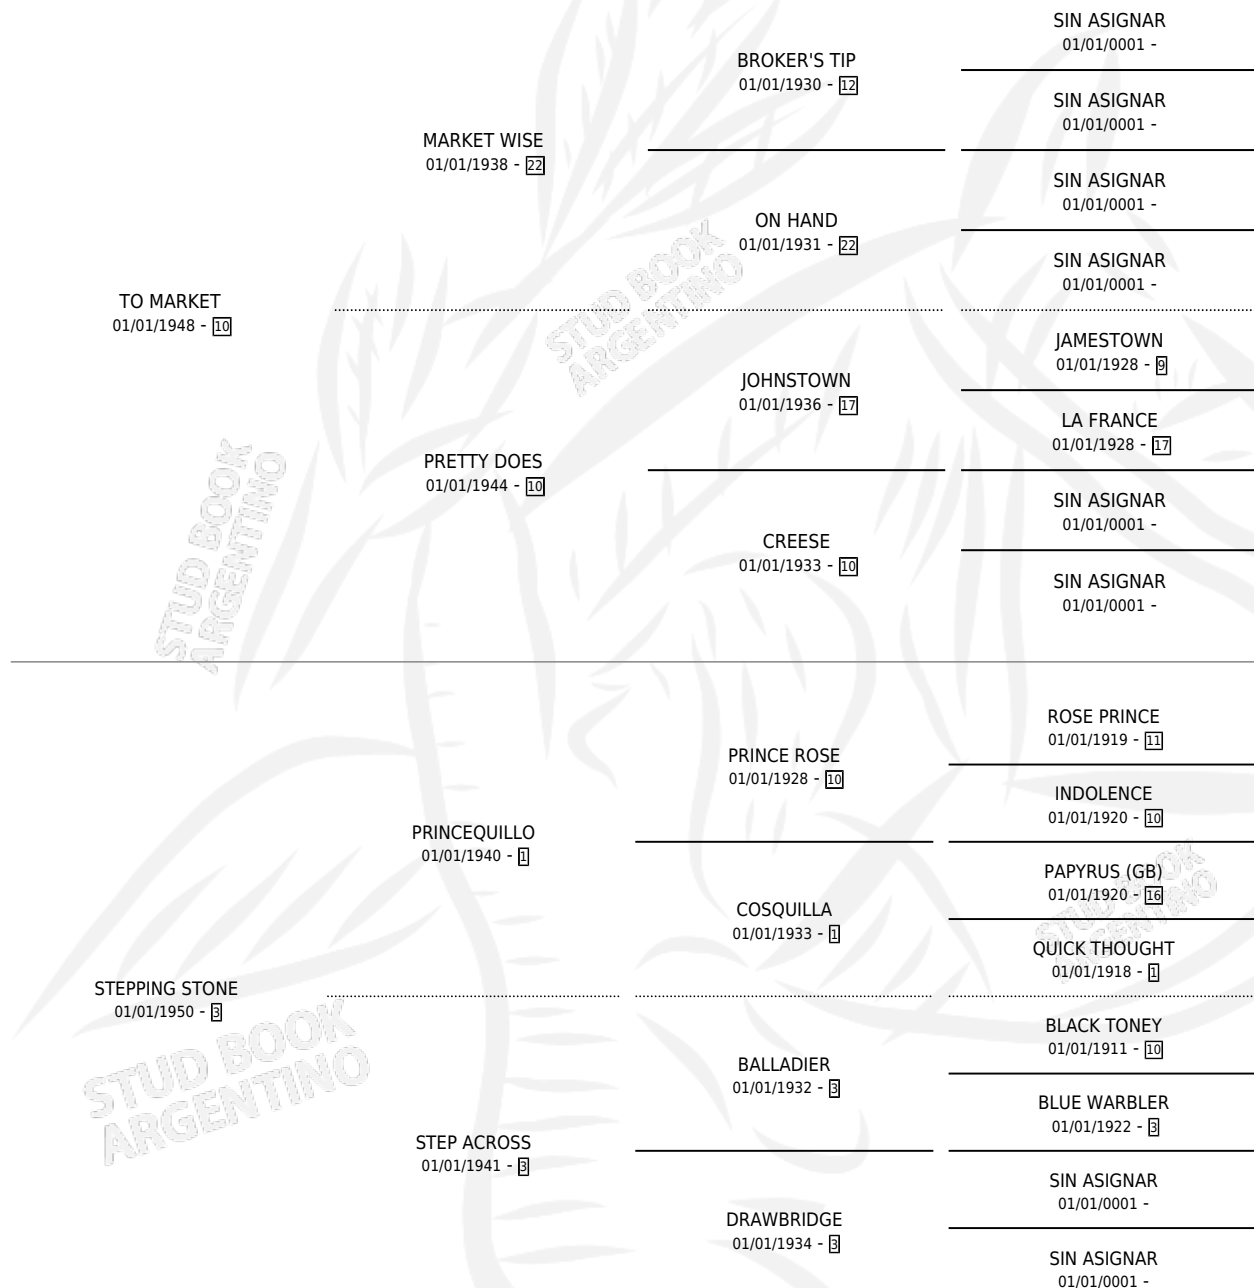 SIN ASIGNAR
01/01/0001 -
BROKER'S TIP
01/01/1930 - 12
SIN ASIGNAR
01/01/0001 -
MARKET WISE
01/01/1938 - 22
SIN ASIGNAR
01/01/0001 -
ON HAND
01/01/1931 - 22
SIN ASIGNAR
01/01/0001 -
TO MARKET
01/01/1948 - 10
JAMESTOWN
01/01/1928 - 9
JOHNSTOWN
01/01/1936 - 17
LA FRANCE
01/01/1928 - 17
PRETTY DOES
01/01/1944 - 10
SIN ASIGNAR
01/01/0001 -
CREESE
01/01/1933 - 10
SIN ASIGNAR
01/01/0001 -
ROSE PRINCE
01/01/1919 - 11
PRINCE ROSE
01/01/1928 - 10
INDOLENCE
01/01/1920 - 10
PRINCEQUILLO
01/01/1940 - 1
PAPYRUS (GB)
01/01/1920 - 16
COSQUILLA
01/01/1933 - 1
QUICK THOUGHT
01/01/1918 - 1
STEPPING STONE
01/01/1950 - 3
BLACK TONEY
01/01/1911 - 10
BALLADIER
01/01/1932 - 3
BLUE WARBLER
01/01/1922 - 3
STEP ACROSS
01/01/1941 - 3
SIN ASIGNAR
01/01/0001 -
DRAWBRIDGE
01/01/1934 - 3
SIN ASIGNAR
01/01/0001 -
STUD BOOK
ARGENTINO
STUD BOOK
ARGENTINO
STUD BOOK
ARGENTINO
STUD BOOK
ARGENTINO